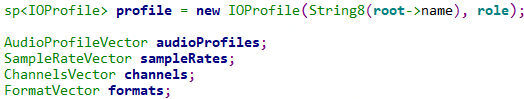 sp<IOProfile> profile = new IOProfile(String8(root->name), role);
AudioProfileVector audioProfiles;
SampleRateVector sampleRates;
ChannelsVector channels;
FormatVector formats;